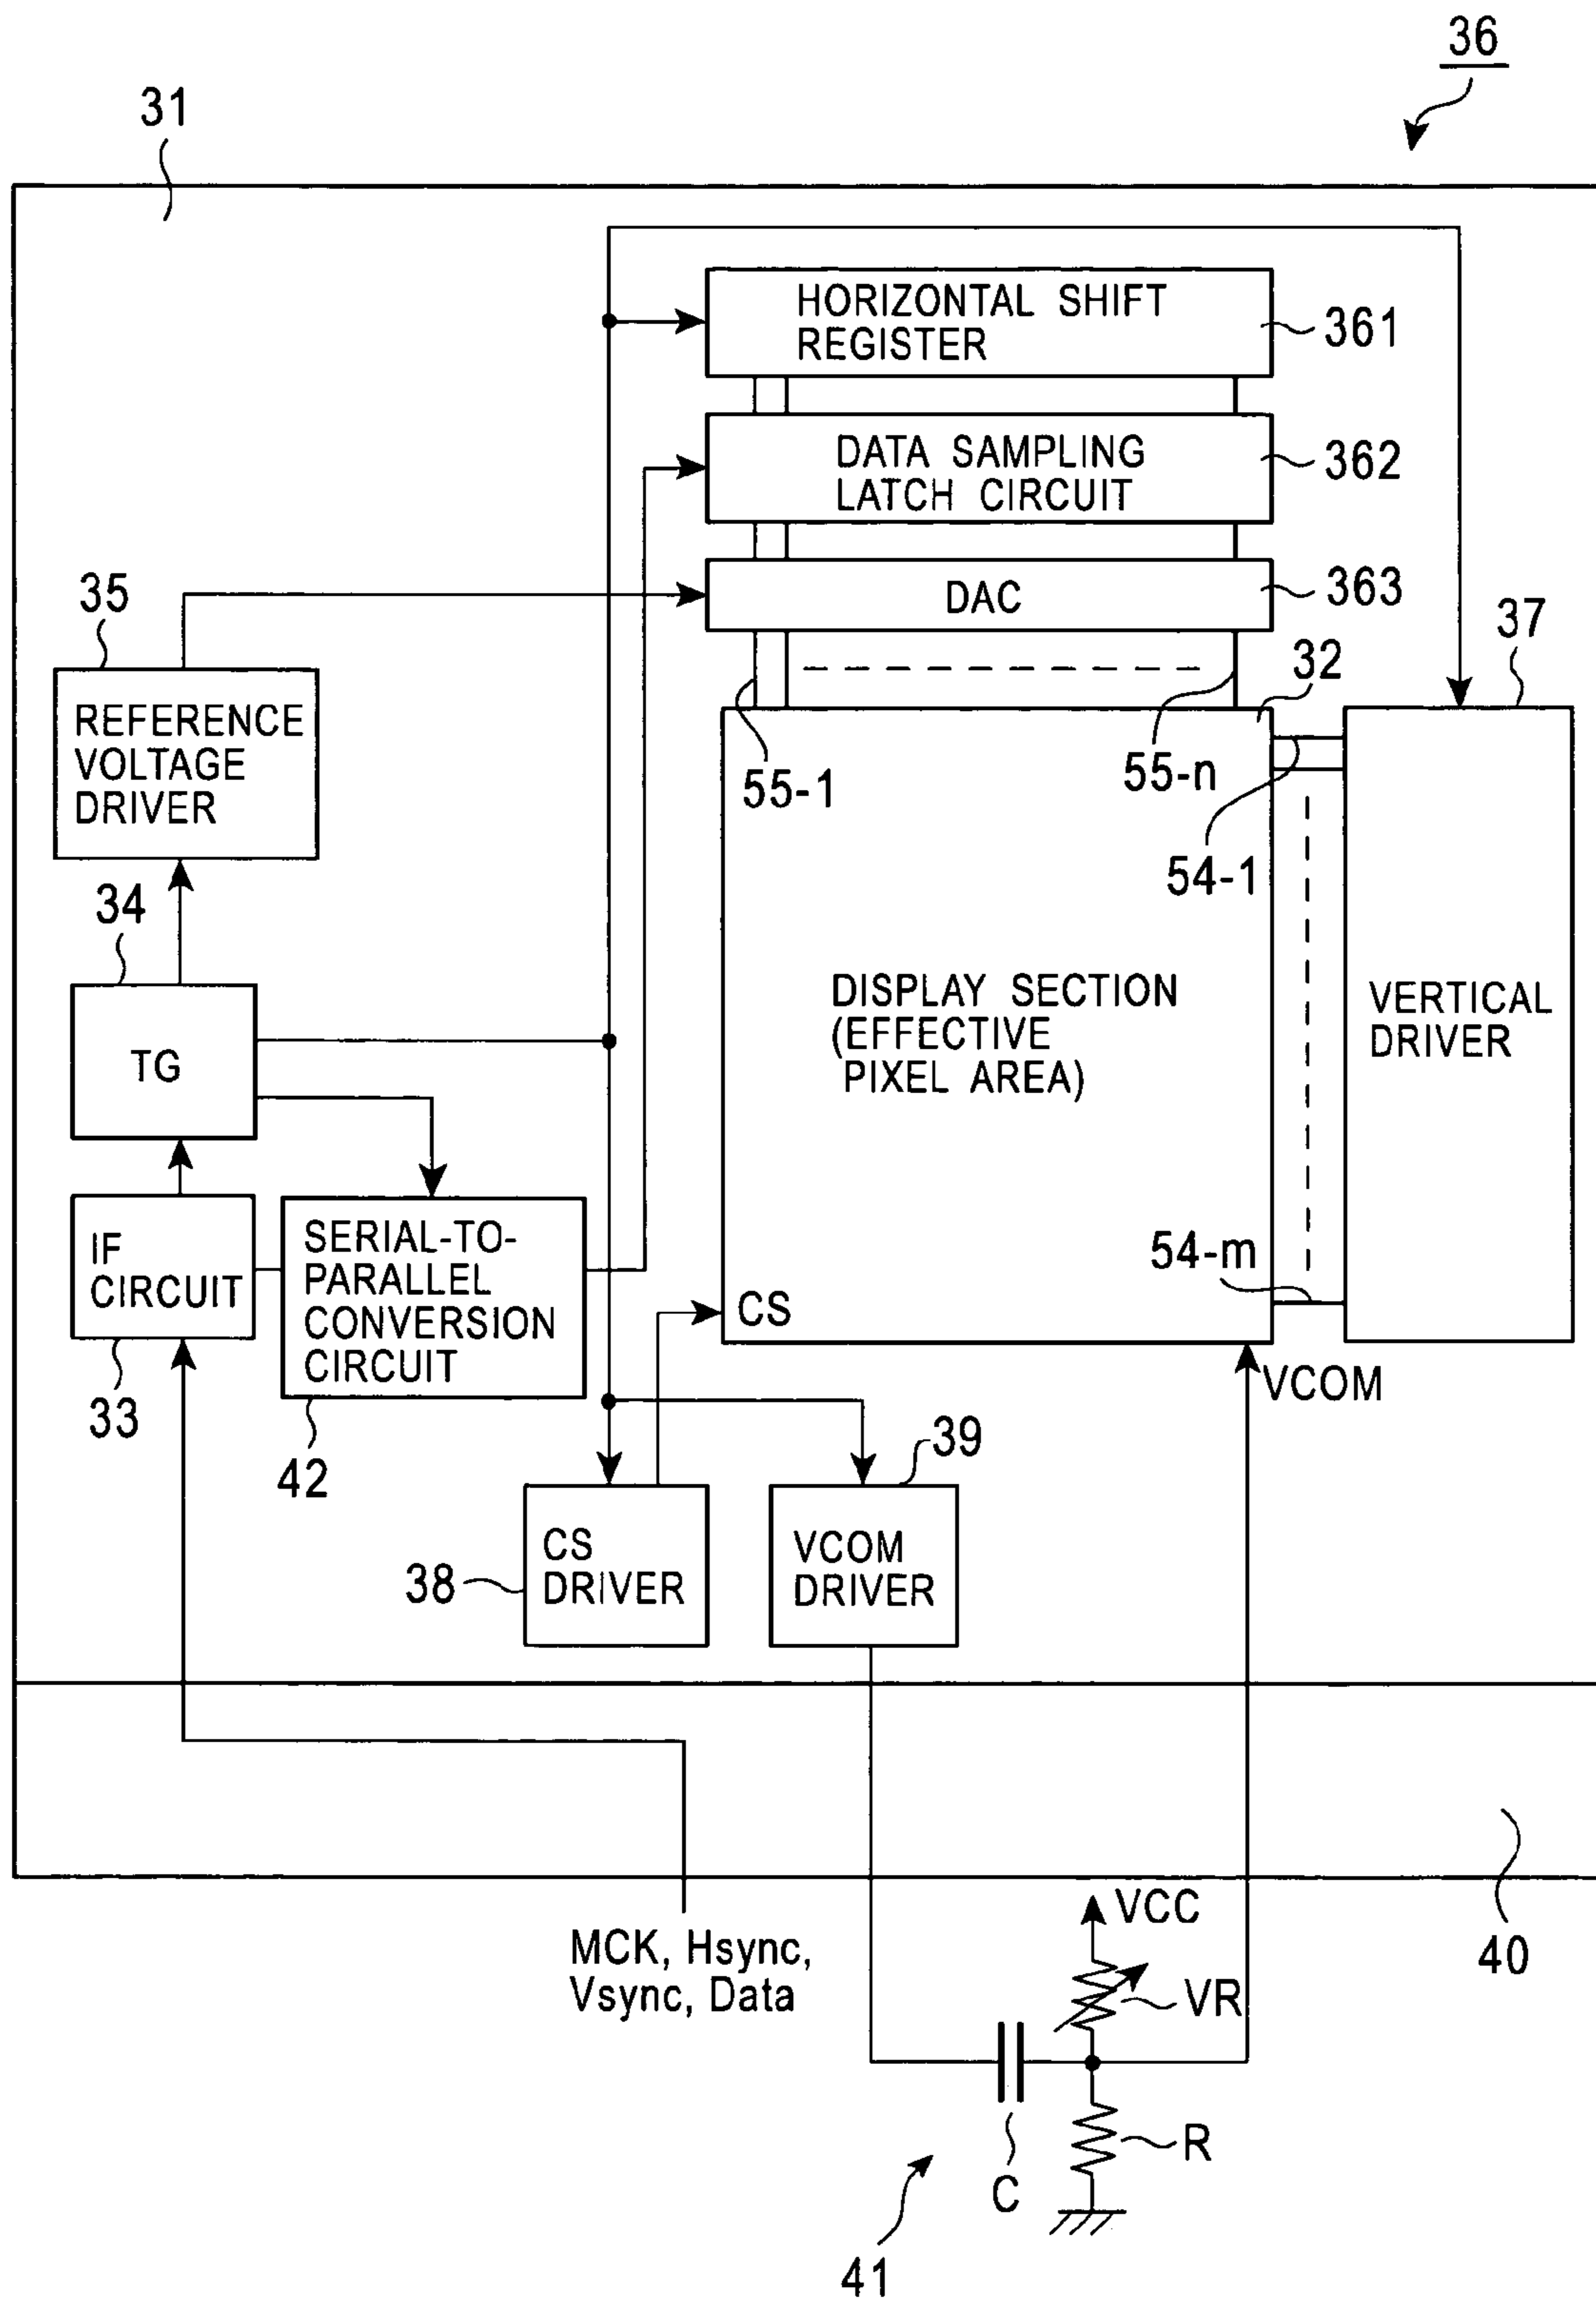 36
31
HORIZONTAL SHIFT
REGISTER
361
DATA SAMPLING
LATCH CIRCUIT
362
35
DAC
363
37
32
REFERENCE
VOLTAGE
DRIVER
55-1
55-n
54-1
34
DISPLAY SECTION
(EFFECTIVE
PIXEL AREA)
VERTICAL
DRIVER
TG
IF
CIRCUIT
SERIAL-TO-
PARALLEL
CONVERSION
CIRCUIT
54-m
CS
VCOM
33
42
39
CS
DRIVER
38
VCOM
DRIVER
VCC
MCK, Hsync,
Vsync, Data
40
VR
R
C
41